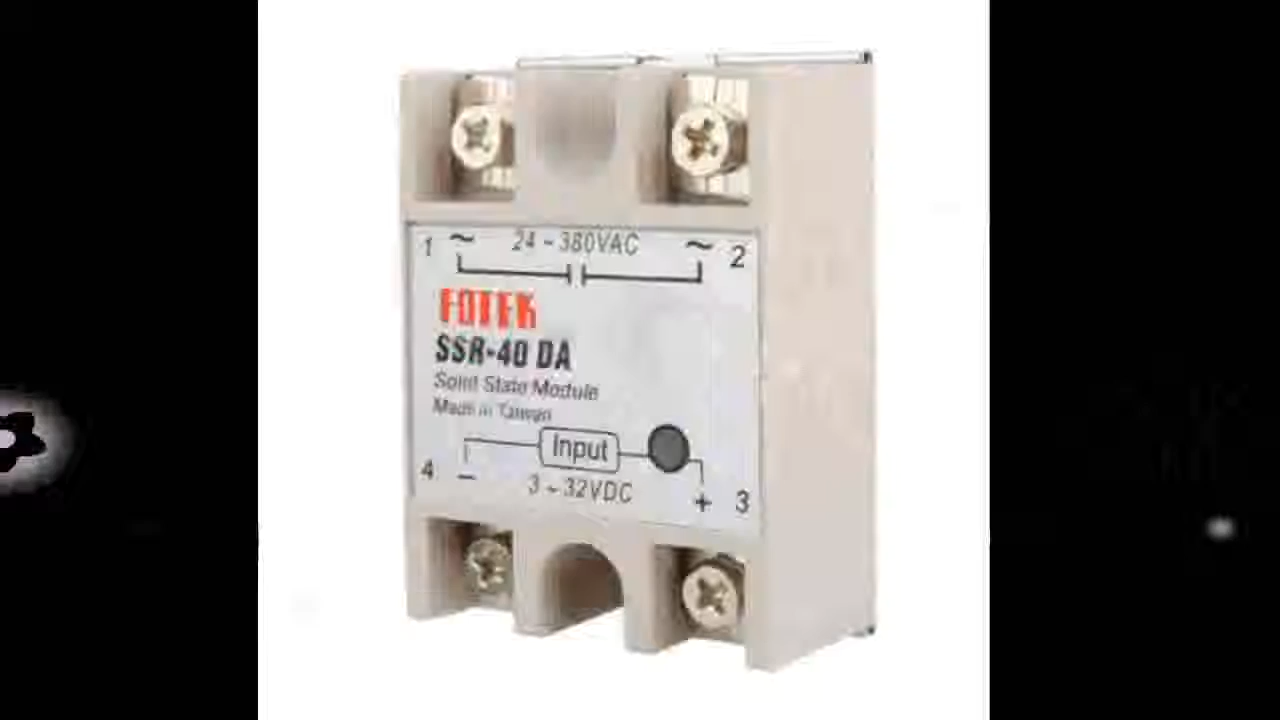 1 ~ 24 ~ 380VAC ~ 2
FOTEK
SSR-40 DA
Solid State Module
Made in Taiwan
Input
4 − 3 ~ 32VDC + 3